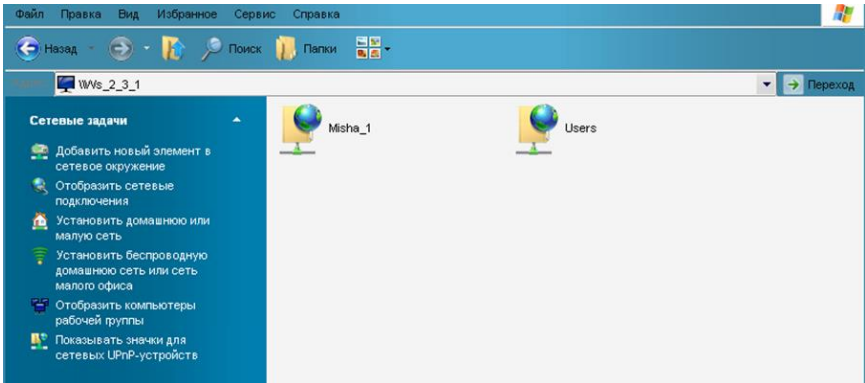 Файл Правка Вид Избранное Сервис Справка
Назад Поиск Папки
\\Ws_2_3_1 Переход
Сетевые задачи
Добавить новый элемент в
сетевое окружение
Отобразить сетевые
подключения
Установить домашнюю или
малую сеть
Установить беспроводную
домашнюю сеть или сеть
малого офиса
Отобразить компьютеры
рабочей группы
Показывать значки для
сетевых UPnP-устройств
Misha_1
Users